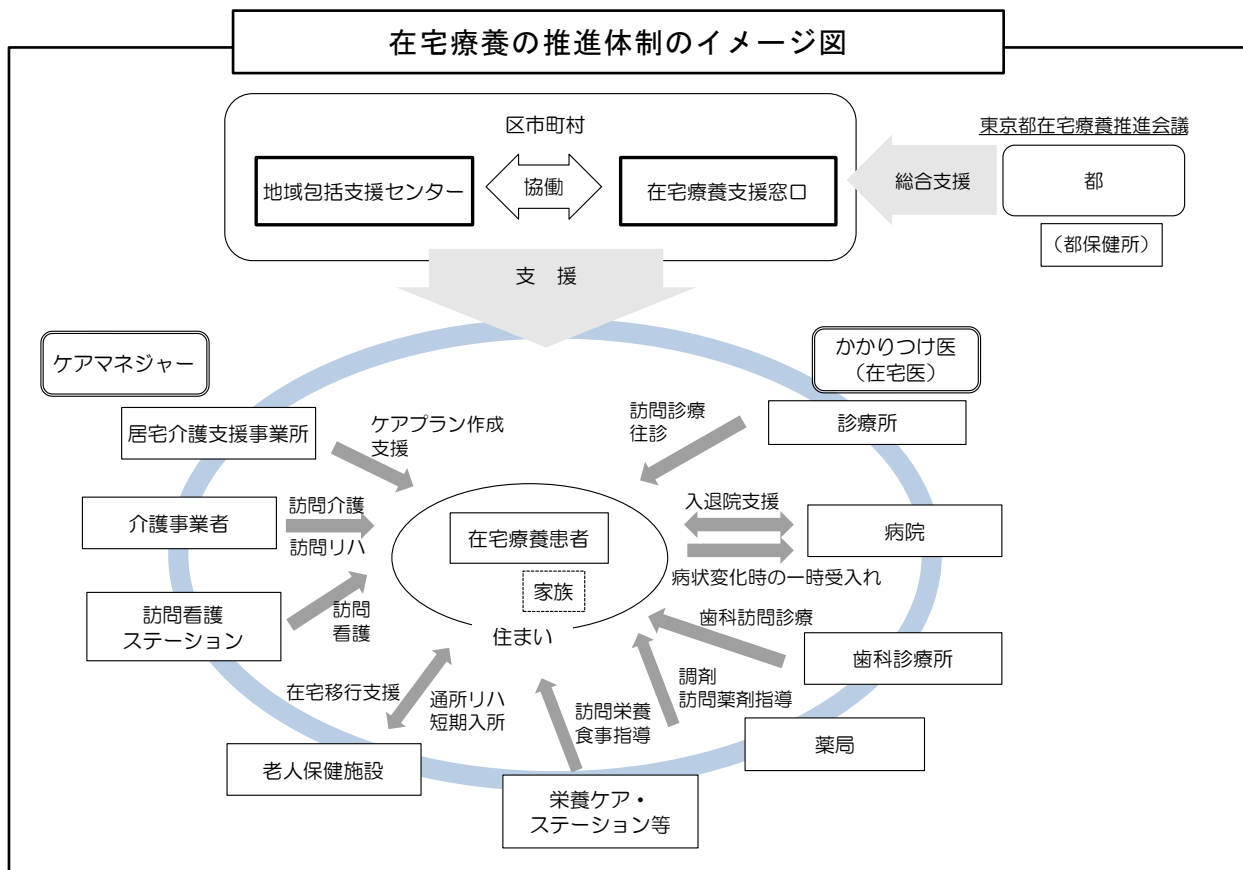 在宅療養の推進体制のイメージ図
区市町村
地域包括支援センター
協働
在宅療養支援窓口
総合支援
東京都在宅療養推進会議
都
（都保健所）
支　援
ケアマネジャー
かかりつけ医
（在宅医）
居宅介護支援事業所
ケアプラン作成
支援
訪問診療
往診
診療所
介護事業者
訪問介護
訪問リハ
在宅療養患者
家族
住まい
入退院支援
病院
病状変化時の一時受入れ
訪問看護
ステーション
訪問
看護
歯科訪問診療
歯科診療所
在宅移行支援
通所リハ
短期入所
老人保健施設
訪問栄養
食事指導
栄養ケア・
ステーション等
調剤
訪問薬剤指導
薬局